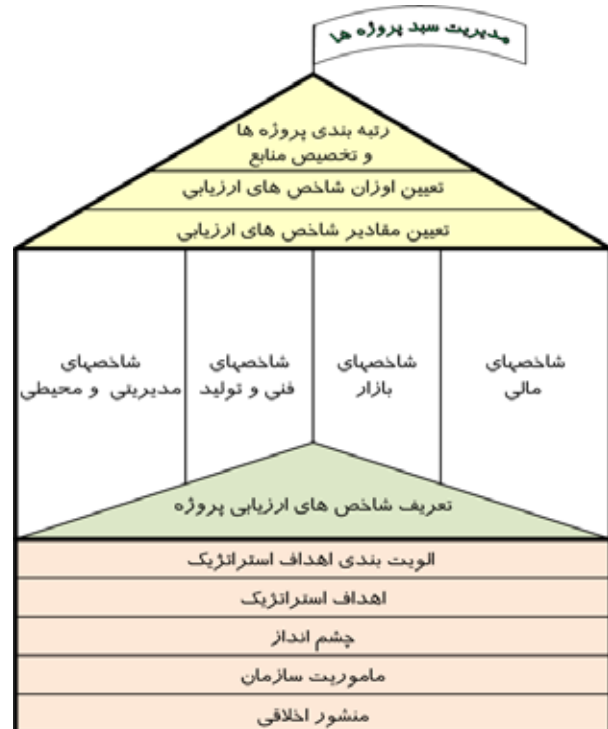 مدیریت سبد پروژه ها
رتبه بندی پروژه ها
و تخصیص منابع
تعیین اوزان شاخص های ارزیابی
تعیین مقادیر شاخص های ارزیابی
شاخصهای
مالی
شاخصهای
بازار
شاخصهای
فنی و تولید
شاخصهای
مدیریتی و محیطی
تعریف شاخص های ارزیابی پروژه
الویت بندی اهداف استراتژیک
اهداف استراتژیک
چشم انداز
ماموریت سازمان
منشور اخلاقی